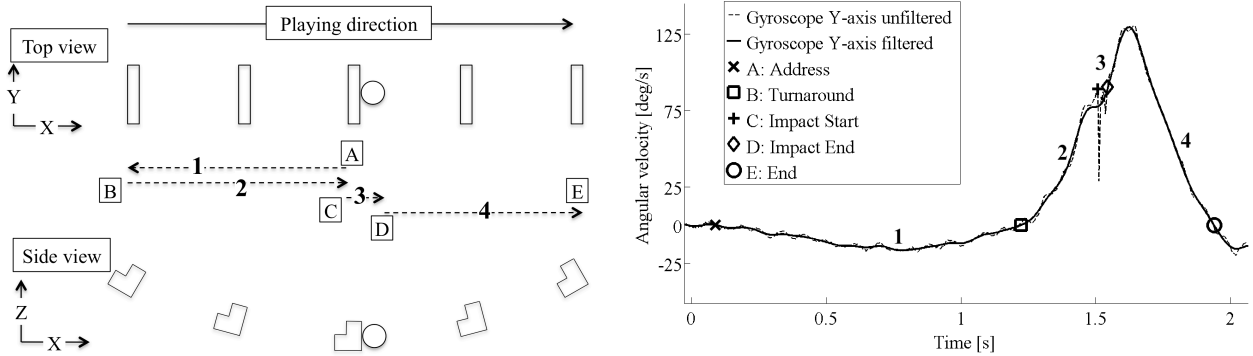 Playing direction
Top view
Y
X
A
1
B
2
3
E
C
4
D
Side view
Z
X
Gyroscope Y-axis unfiltered
Gyroscope Y-axis filtered
A: Address
B: Turnaround
C: Impact Start
D: Impact End
E: End
Angular velocity [deg/s]
125
75
25
0
-25
1
2
3
4
0
0.5
1
1.5
2
Time [s]